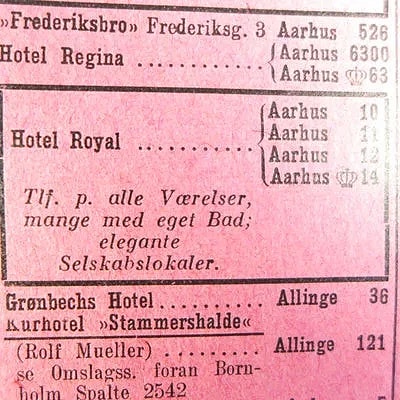 »Frederiksbro» Frederiksg. 3 Aarhus 526
Hotel Regina ............ Aarhus 6300
Aarhus 63
Aarhus 10
Hotel Royal ............ Aarhus 11
Aarhus 12
Aarhus 14
Tlf. p. alle Værelser,
mange med eget Bad;
elegante
Selskabslokaler.
Grønbechs Hotel.......... Allinge 36
Kurhotel »Stammershalde«
(Rolf Mueller) ........... Allinge 121
se Omslagss. foran Born-
holm Spalte 2542